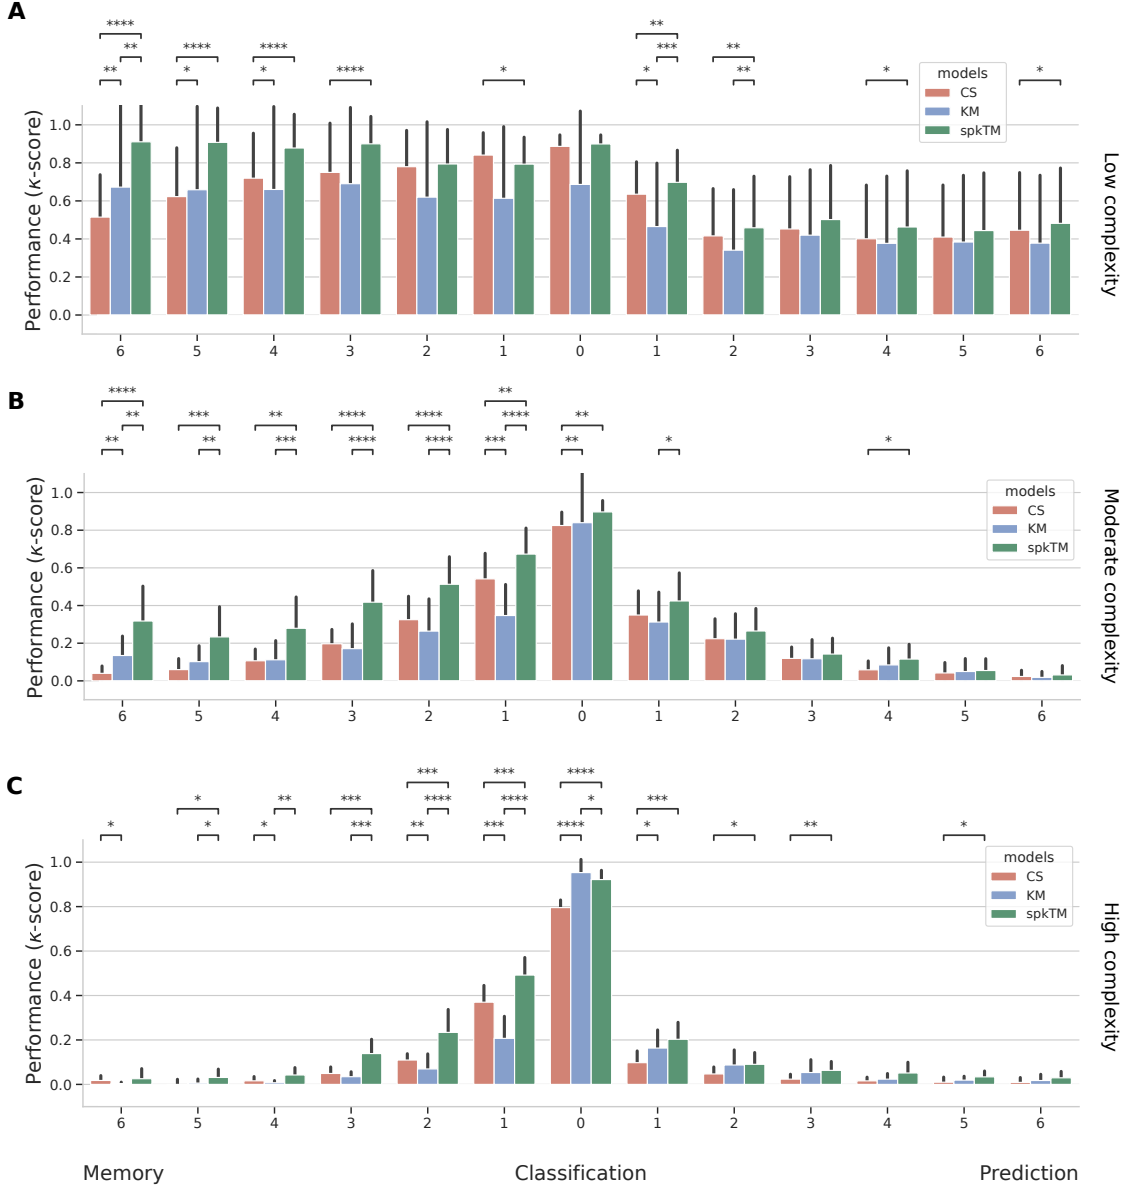 A
**** ** ***
** **** **** *** **
** * * **** * * ** * *
models
CS
KM
spkTM
Performance (κ-score)
1.0
0.8
0.6
0.4
0.2
0.0
Low complexity
6 5 4 3 2 1 0 1 2 3 4 5 6
B
**** **
** *** ** **** **** **** **
** ** *** **** **** *** ** * *
models
CS
KM
spkTM
Performance (κ-score)
1.0
0.8
0.6
0.4
0.2
0.0
Moderate complexity
6 5 4 3 2 1 0 1 2 3 4 5 6
C
*** *** ****
* ** *** **** **** * ***
* * * *** ** *** **** * * ** *
models
CS
KM
spkTM
Performance (κ-score)
1.0
0.8
0.6
0.4
0.2
0.0
High complexity
6 5 4 3 2 1 0 1 2 3 4 5 6
Memory Classification Prediction